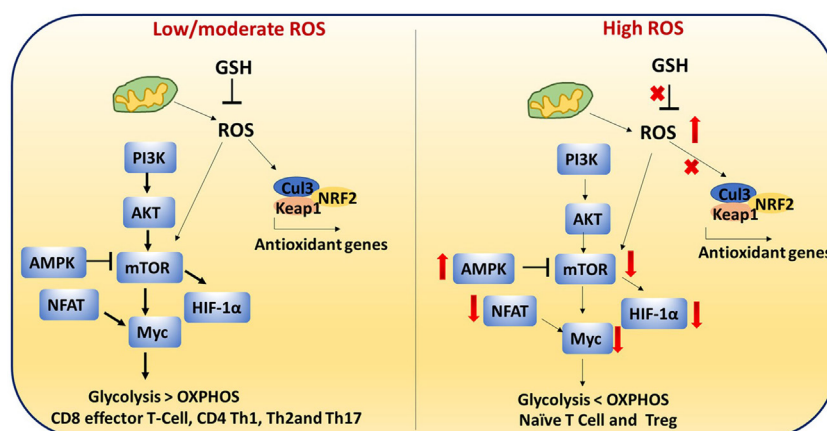 Low/moderate ROS
GSH
ROS
PI3K
AKT
Cul3
NRF2
Keap1
Antioxidant genes
AMPK
mTOR
NFAT
HIF-1α
Myc
Glycolysis > OXPHOS
CD8 effector T-Cell, CD4 Th1, Th2and Th17
High ROS
GSH
ROS
PI3K
AKT
Cul3
NRF2
Keap1
Antioxidant genes
AMPK
mTOR
NFAT
HIF-1α
Myc
Glycolysis < OXPHOS
Naïve T Cell and Treg